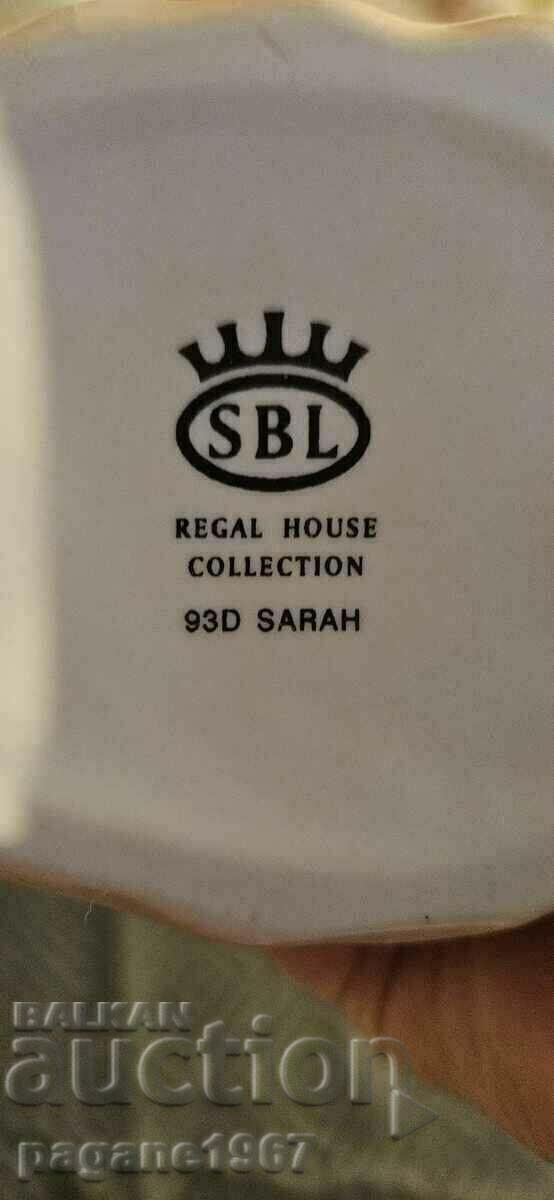 SBL
REGAL HOUSE
COLLECTION
93D SARAH
BALKAN
auction
pagane1967